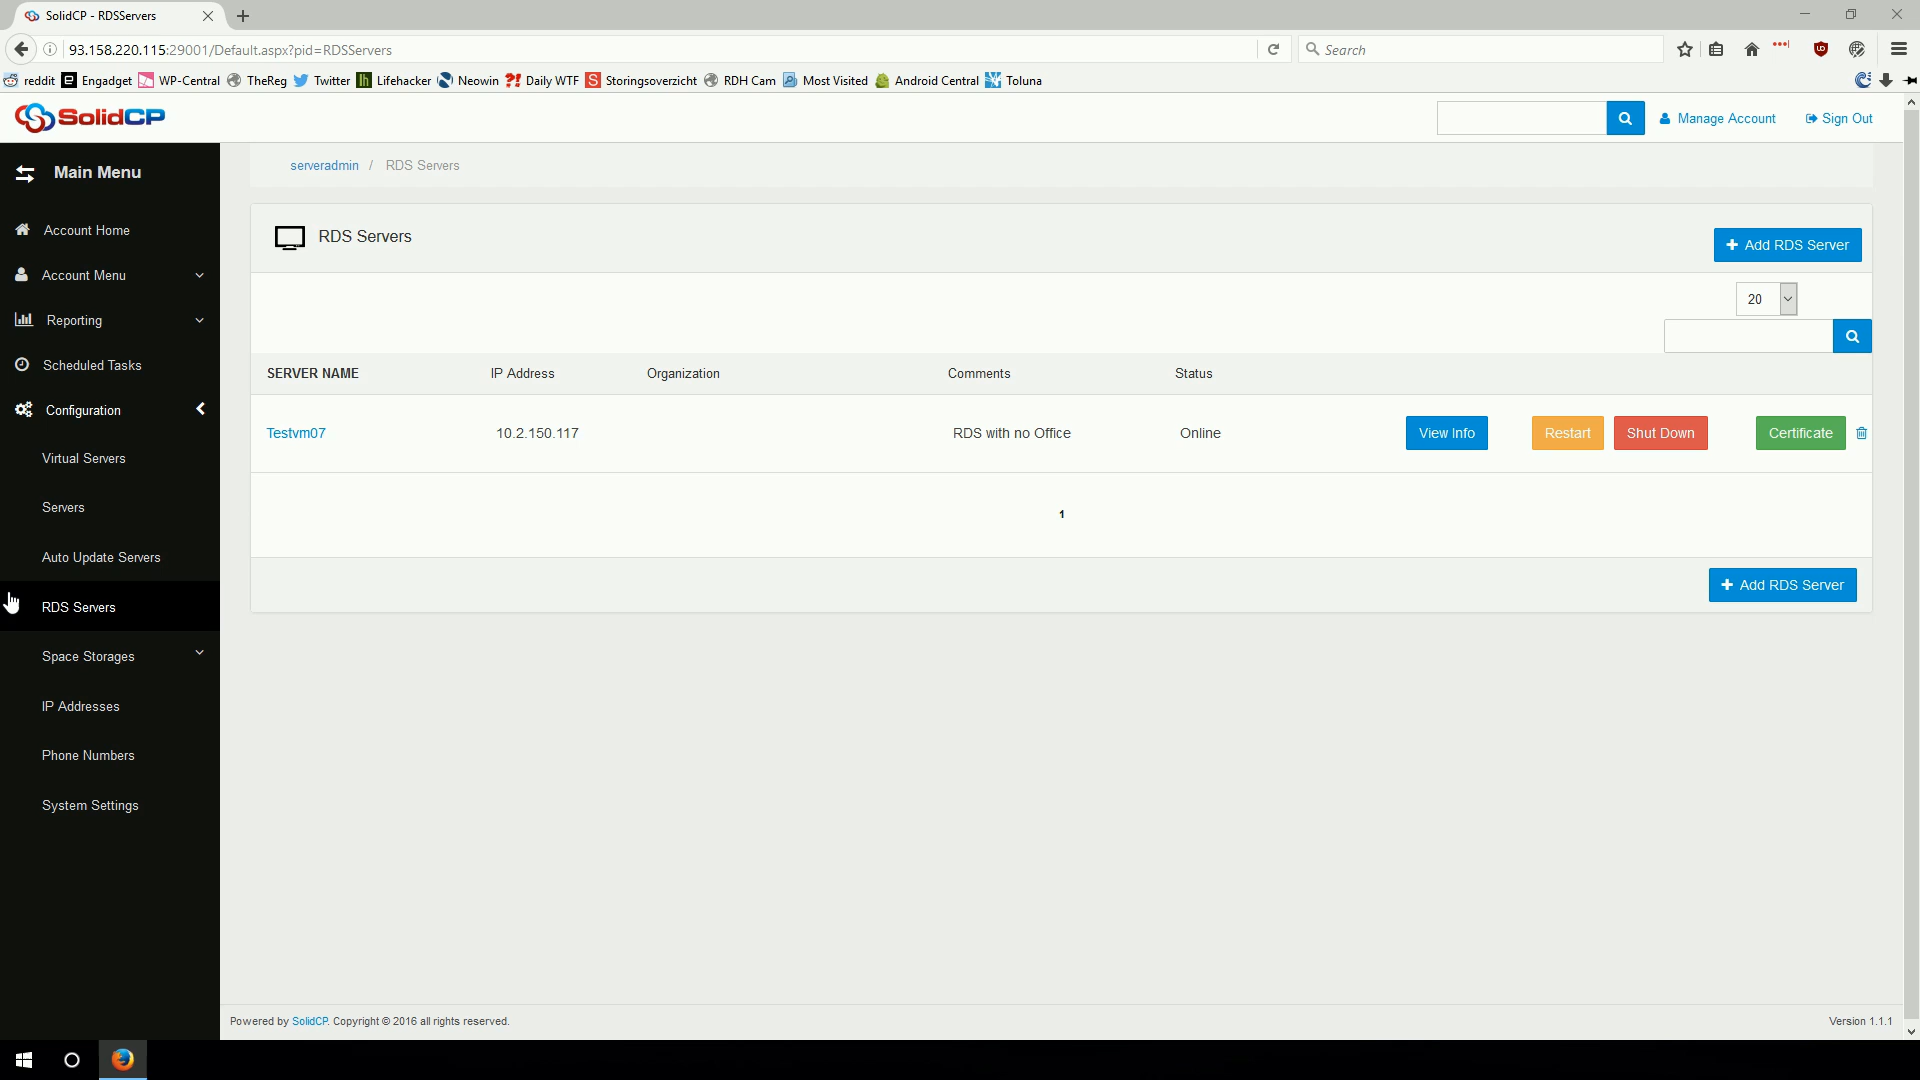 SolidCP - RDSServers
93.158.220.115:29001/Default.aspx?pid=RDSServers
Search
reddit Engadget WP-Central TheReg Twitter Lifehacker Neowin Daily WTF Storingsoverzicht RDH Cam Most Visited Android Central Toluna
SolidCP
Manage Account Sign Out
Main Menu
serveradmin / RDS Servers
Account Home
RDS Servers
Add RDS Server
Account Menu
20
Reporting
Scheduled Tasks
SERVER NAME IP Address Organization Comments Status
Configuration
Testvm07 10.2.150.117 RDS with no Office Online View Info Restart Shut Down Certificate
Virtual Servers
Servers
1
Auto Update Servers
Add RDS Server
RDS Servers
Space Storages
IP Addresses
Phone Numbers
System Settings
Powered by SolidCP. Copyright © 2016 all rights reserved.
Version 1.1.1